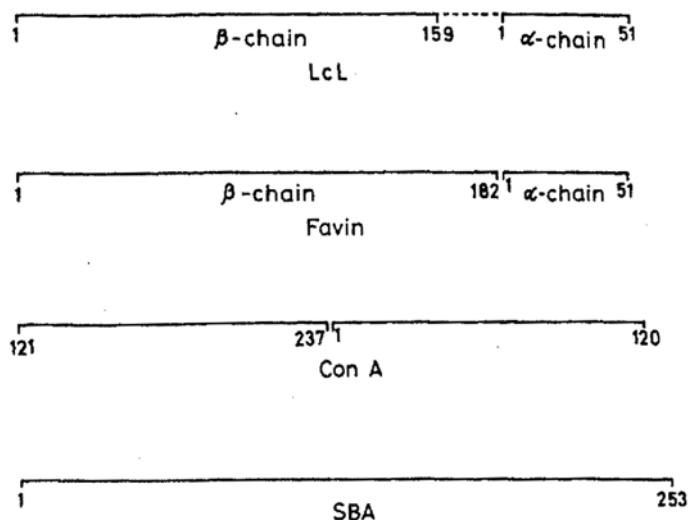 1 β-chain 159 1 α-chain 51
LcL
1 β-chain 182 1 α-chain 51
Favin
121 237 1 120
Con A
1 253
SBA